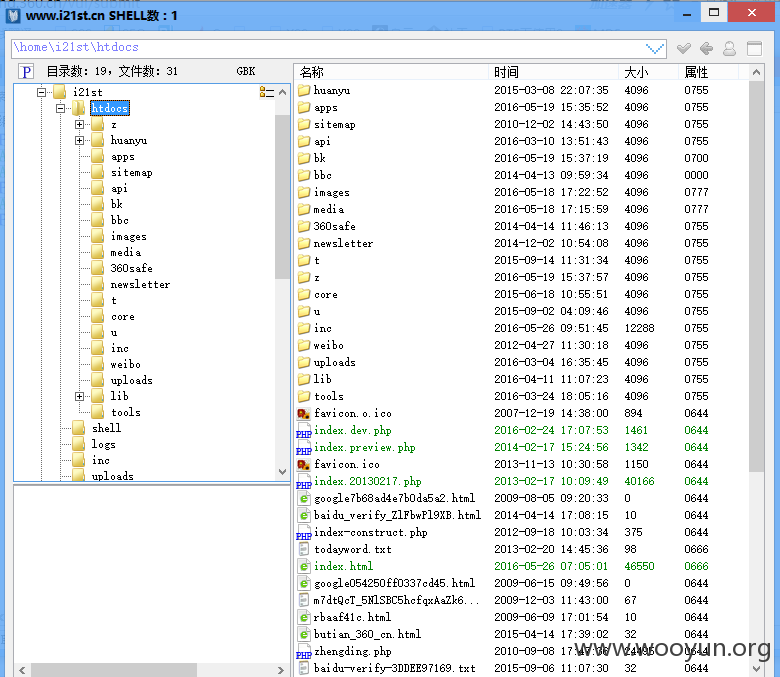 www.i21st.cn SHELL数：1
\home\i21st\htdocs
目录数：19，文件数：31 GBK
i21st
htdocs
z
huanyu
apps
sitemap
api
bk
bbc
images
media
360safe
newsletter
t
core
u
inc
weibo
uploads
lib
tools
shell
logs
inc
uploads
名称 时间 大小 属性
huanyu 2015-03-08 22:07:35 4096 0755
apps 2016-05-19 15:35:52 4096 0755
sitemap 2010-12-02 14:43:50 4096 0755
api 2016-03-10 13:51:43 4096 0755
bk 2016-05-19 15:37:19 4096 0700
bbc 2014-04-13 09:59:34 4096 0000
images 2016-05-18 17:22:52 4096 0777
media 2016-05-18 17:15:59 4096 0777
360safe 2014-04-14 11:46:13 4096 0755
newsletter 2014-12-02 10:54:08 4096 0755
t 2015-09-14 11:31:34 4096 0755
z 2016-05-19 15:37:57 4096 0755
core 2015-06-18 10:55:51 4096 0755
u 2015-09-02 04:09:46 4096 0755
inc 2016-05-26 09:51:45 12288 0755
weibo 2012-04-27 11:30:18 4096 0755
uploads 2016-03-04 16:35:45 4096 0755
lib 2016-04-11 11:07:23 4096 0755
tools 2016-03-24 18:05:16 4096 0755
favicon.o.ico 2007-12-19 14:38:00 894 0644
index.dev.php 2016-02-24 17:07:53 1461 0644
index.preview.php 2014-02-17 15:24:56 1342 0644
favicon.ico 2013-11-13 10:30:58 1150 0644
index.20130217.php 2013-02-17 10:09:49 40166 0644
google7b68ad4e7b0da5a2.html 2009-08-05 09:20:33 0 0644
baidu_verify_ZlFbwPl9XB.html 2014-04-14 17:08:15 10 0644
index-construct.php 2012-09-18 10:03:34 375 0644
todayword.txt 2013-02-20 14:45:36 98 0666
index.html 2016-05-26 07:05:01 46550 0666
google054250ff0337cd45.html 2009-06-15 09:49:56 0 0644
m7dtQcT_5NlSBC5hcfqxAaZk6... 2009-12-03 11:43:00 67 0644
rbaaf41c.html 2009-06-09 17:01:54 10 0644
butian_360_cn.html 2015-04-14 17:39:02 32 0644
zhengding.php 2010-09-08 17:47:36 24495 0644
baidu-verify-3DDEE97169.txt 2015-09-06 11:07:30 32 0644
www.wooyun.org